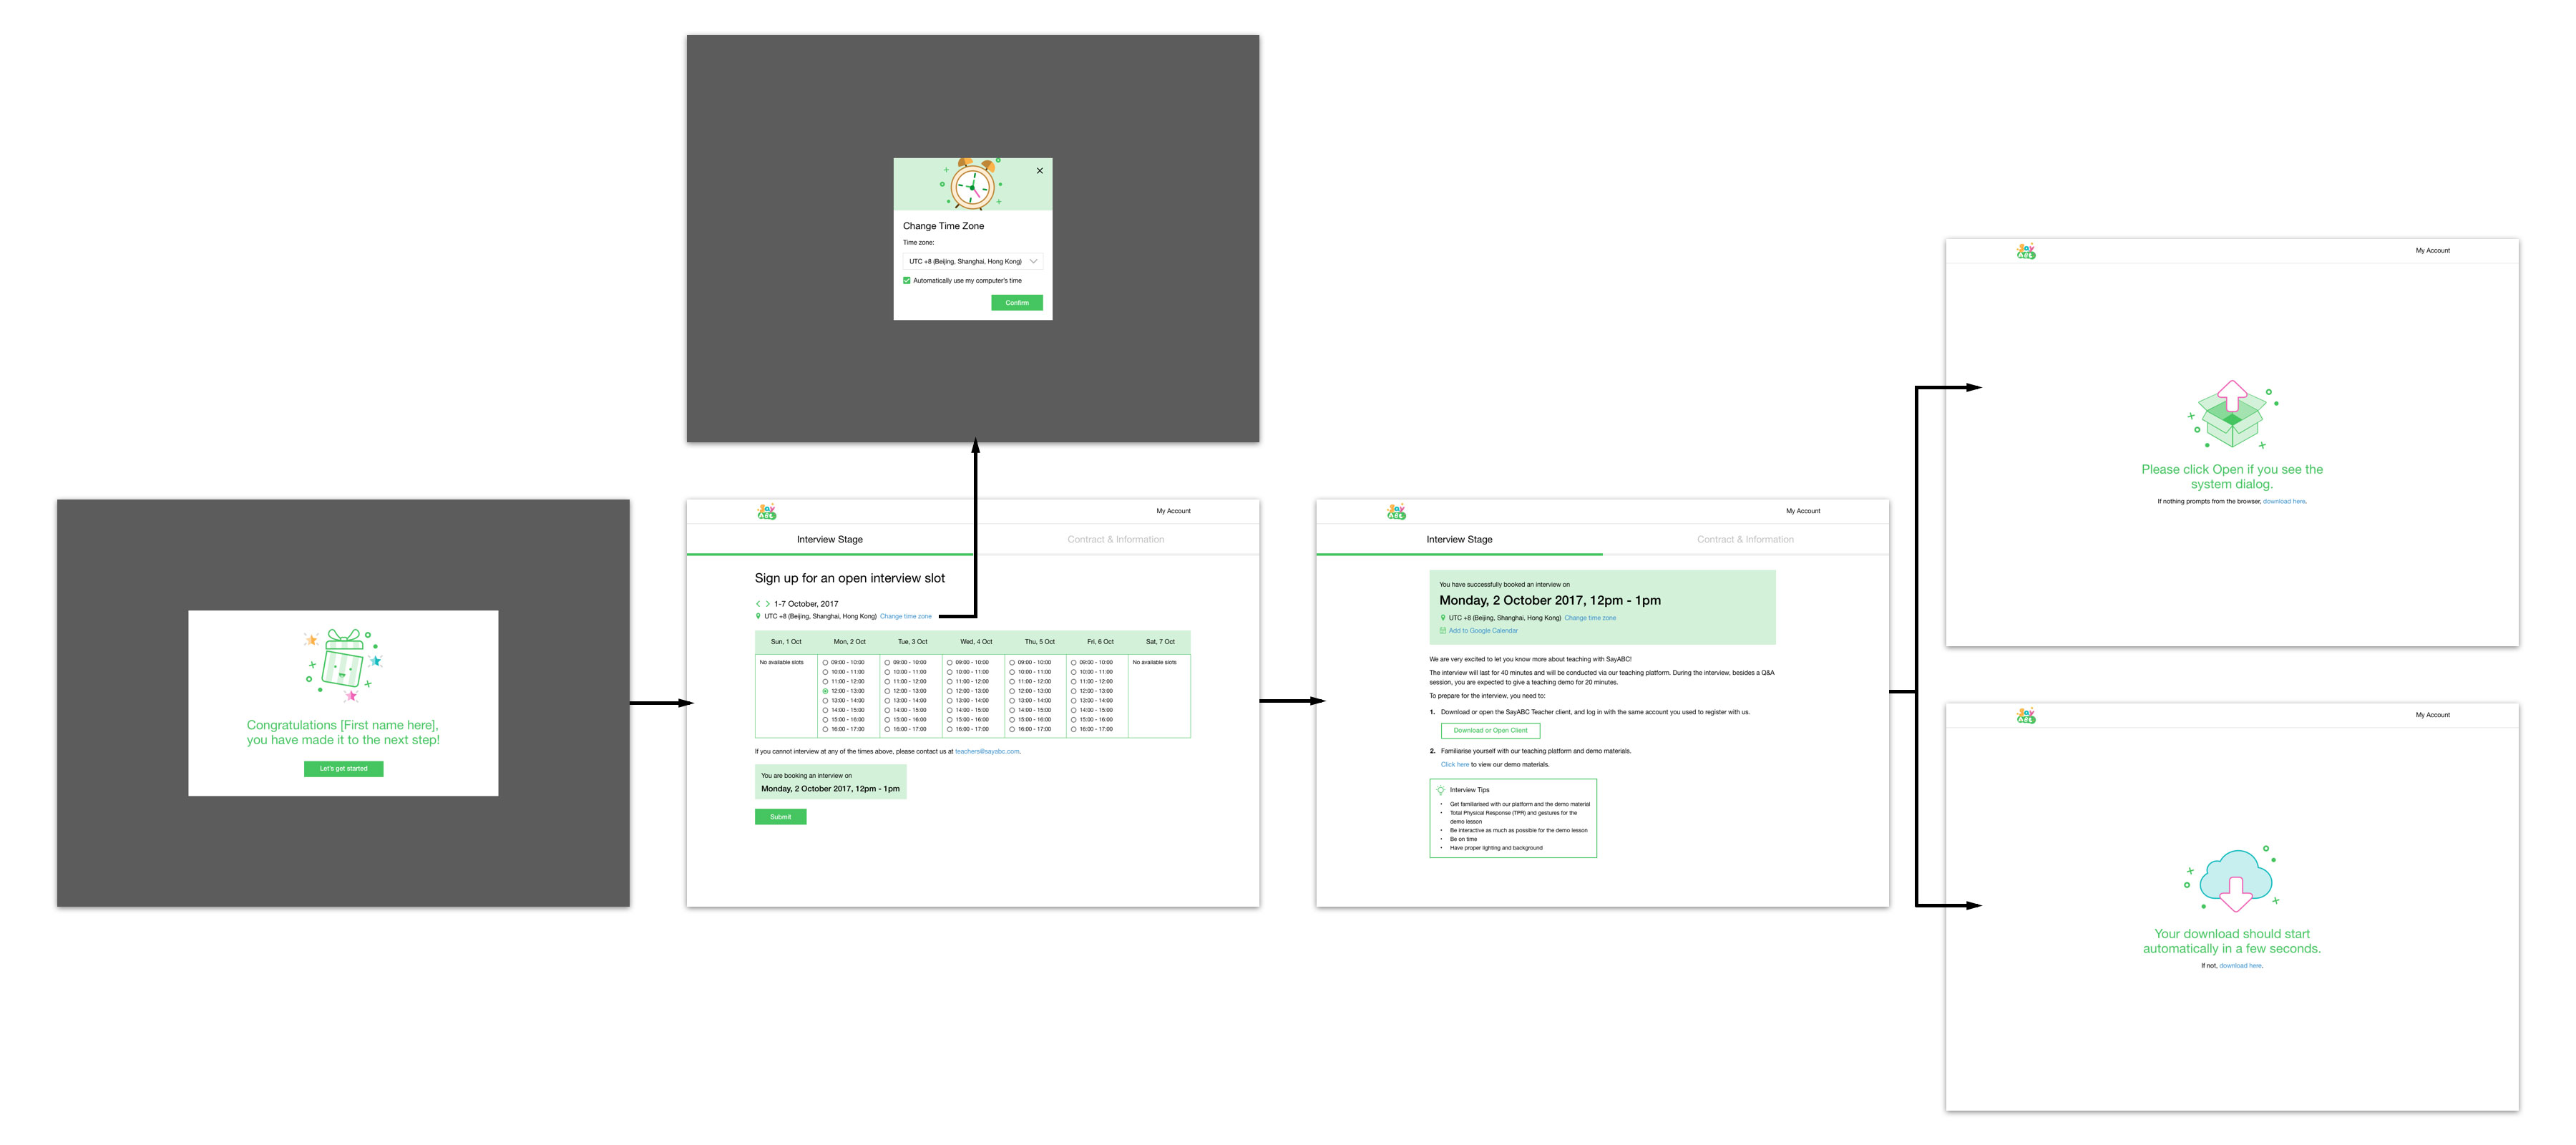 Change Time Zone
Time zone:
UTC +8 (Beijing, Shanghai, Hong Kong)
Automatically use my computer's time
Confirm
Congratulations [First name here],
you have made it to the next step!
Let's get started
Say
ABC
My Account
Interview Stage
Contract & Information
Sign up for an open interview slot
1-7 October, 2017
UTC +8 (Beijing, Shanghai, Hong Kong) Change time zone
Sun, 1 Oct Mon, 2 Oct Tue, 3 Oct Wed, 4 Oct Thu, 5 Oct Fri, 6 Oct Sat, 7 Oct
No available slots 09:00 - 10:00 09:00 - 10:00 09:00 - 10:00 09:00 - 10:00 09:00 - 10:00 No available slots
10:00 - 11:00 10:00 - 11:00 10:00 - 11:00 10:00 - 11:00 10:00 - 11:00
11:00 - 12:00 11:00 - 12:00 11:00 - 12:00 11:00 - 12:00 11:00 - 12:00
12:00 - 13:00 12:00 - 13:00 12:00 - 13:00 12:00 - 13:00 12:00 - 13:00
13:00 - 14:00 13:00 - 14:00 13:00 - 14:00 13:00 - 14:00 13:00 - 14:00
14:00 - 15:00 14:00 - 15:00 14:00 - 15:00 14:00 - 15:00 14:00 - 15:00
15:00 - 16:00 15:00 - 16:00 15:00 - 16:00 15:00 - 16:00 15:00 - 16:00
16:00 - 17:00 16:00 - 17:00 16:00 - 17:00 16:00 - 17:00 16:00 - 17:00
If you cannot interview at any of the times above, please contact us at teachers@sayabc.com.
You are booking an interview on
Monday, 2 October 2017, 12pm - 1pm
Submit
Say
ABC
My Account
Interview Stage
Contract & Information
You have successfully booked an interview on
Monday, 2 October 2017, 12pm - 1pm
UTC +8 (Beijing, Shanghai, Hong Kong) Change time zone
Add to Google Calendar
We are very excited to let you know more about teaching with SayABC!
The interview will last for 40 minutes and will be conducted via our teaching platform. During the interview, besides a Q&A
session, you are expected to give a teaching demo for 20 minutes.
To prepare for the interview, you need to:
1. Download or open the SayABC Teacher client, and log in with the same account you used to register with us.
Download or Open Client
2. Familiarise yourself with our teaching platform and demo materials.
Click here to view our demo materials.
Interview Tips
• Get familiarised with our platform and the demo material
• Total Physical Response (TPR) and gestures for the
demo lesson
• Be interactive as much as possible for the demo lesson
• Be on time
• Have proper lighting and background
Say
ABC
My Account
Please click Open if you see the
system dialog.
If nothing prompts from the browser, download here.
Say
ABC
My Account
Your download should start
automatically in a few seconds.
If not, download here.